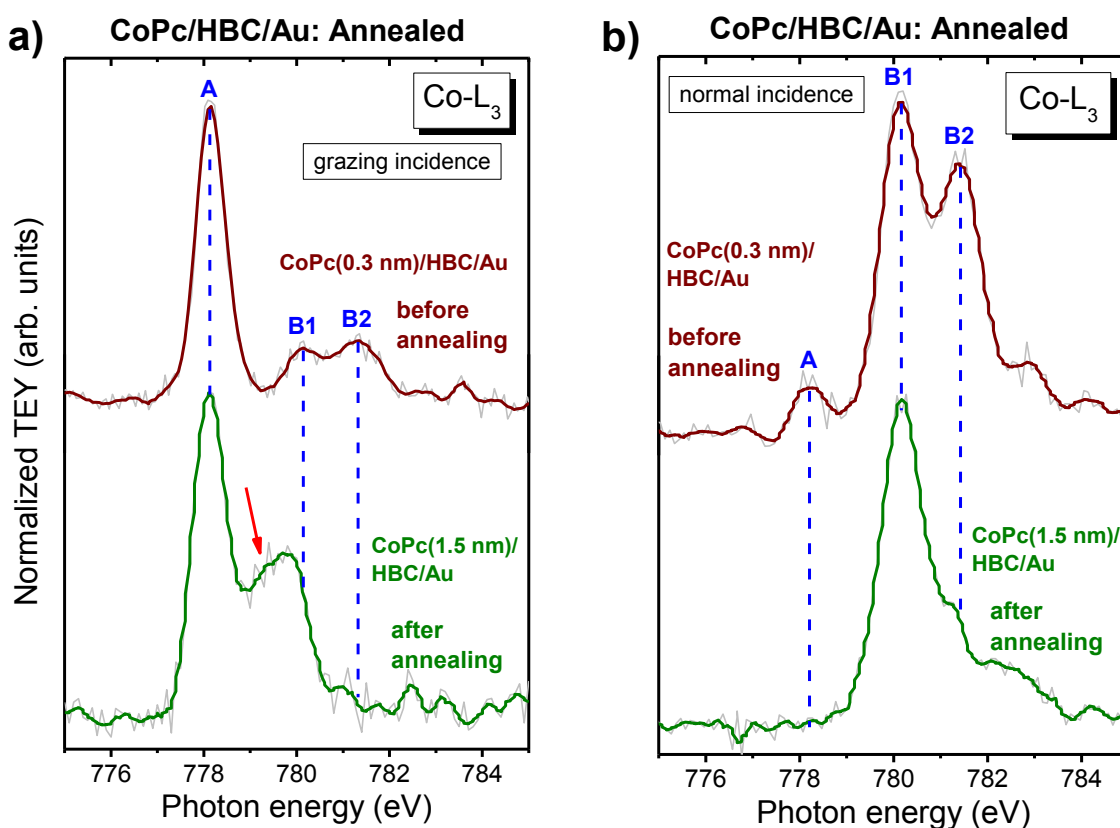 a)
CoPc/HBC/Au: Annealed
A
Co-L3
grazing incidence
CoPc(0.3 nm)/HBC/Au
before
annealing
B1
B2
CoPc(1.5 nm)/
HBC/Au
after
annealing
Normalized TEY (arb. units)
776
778
780
782
784
Photon energy (eV)
b)
CoPc/HBC/Au: Annealed
normal incidence
B1
Co-L3
B2
CoPc(0.3 nm)/
HBC/Au
before
annealing
A
CoPc(1.5 nm)/
HBC/Au
after
annealing
776
778
780
782
784
Photon energy (eV)